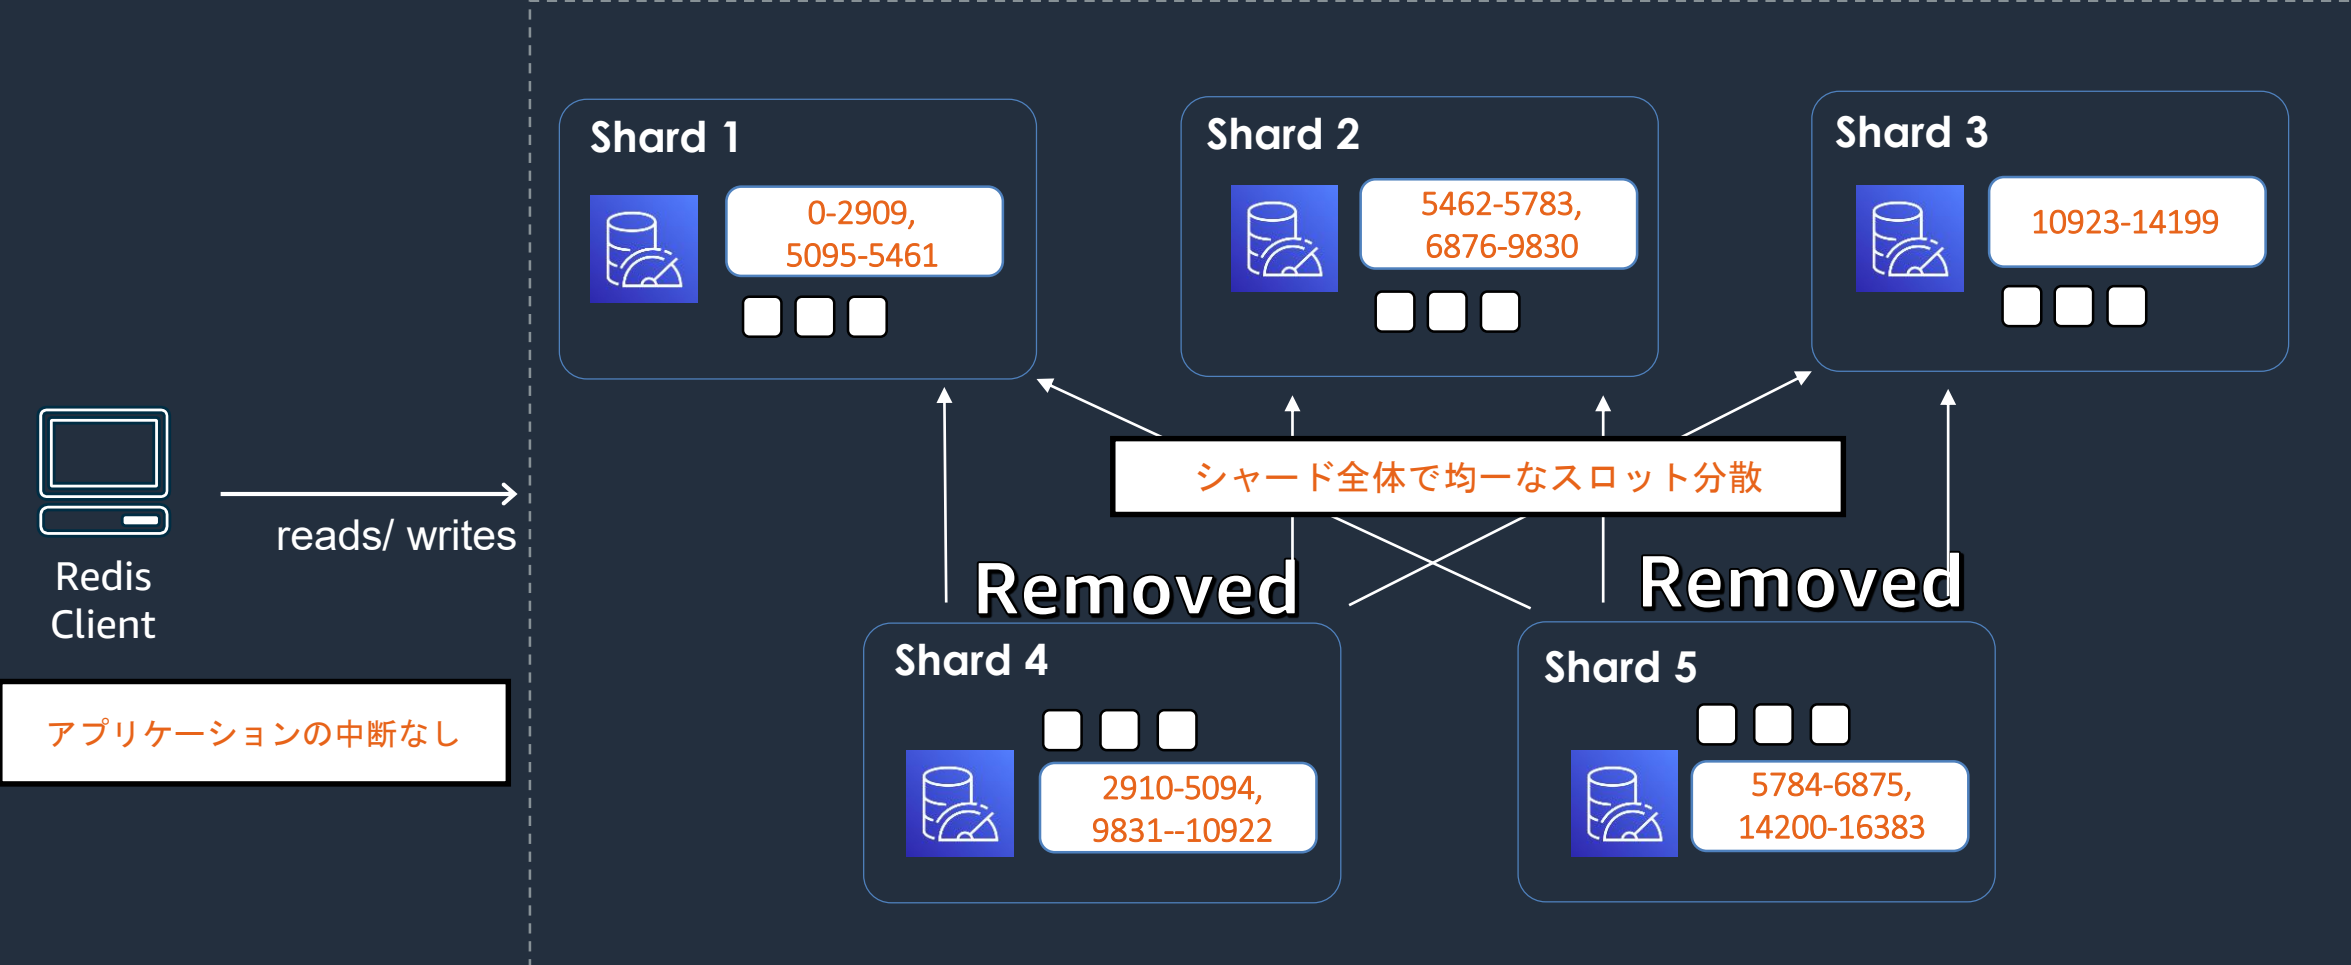 Shard 1
0-2909,
5095-5461
Shard 2
5462-5783,
6876-9830
Shard 3
10923-14199
シャード全体で均一なスロット分散
reads/ writes
Redis
Client
アプリケーションの中断なし
Removed
Removed
Shard 4
2910-5094,
9831--10922
Shard 5
5784-6875,
14200-16383